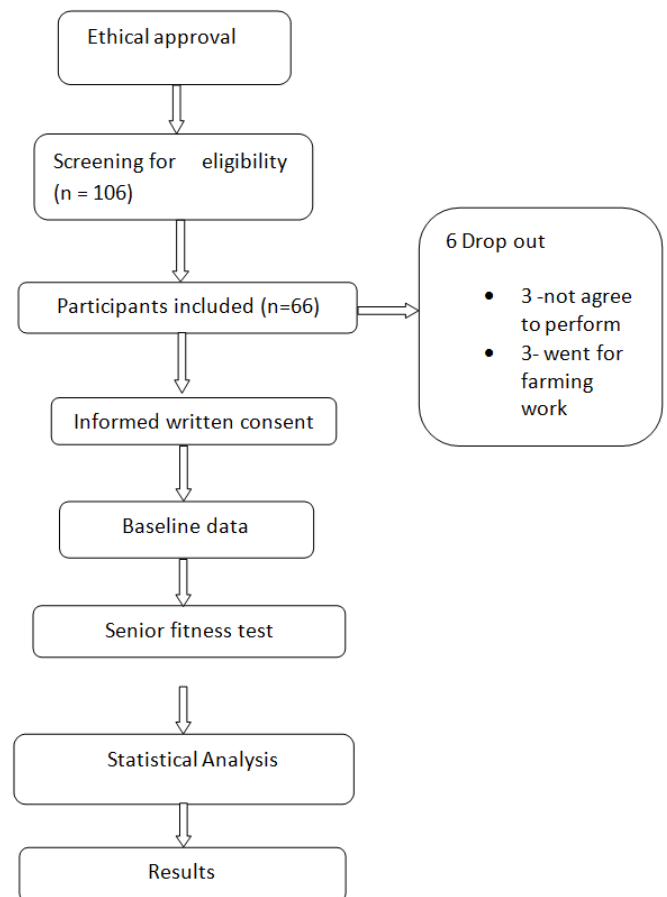 Ethical approval
Screening for eligibility
(n = 106)
Participants included (n=66)
6 Drop out
• 3 -not agree
to perform
• 3- went for
farming
work
Informed written consent
Baseline data
Senior fitness test
Statistical Analysis
Results